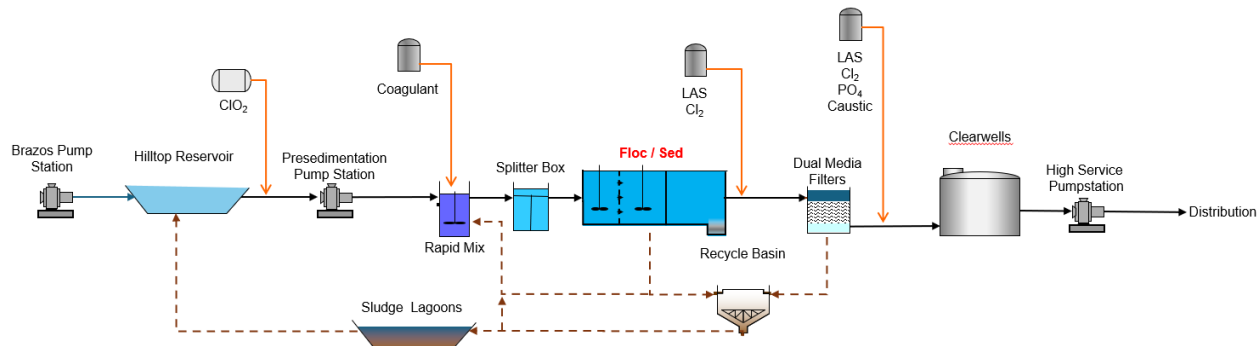 LAS
Cl2
PO4
Caustic
Coagulant
LAS
Cl2
ClO2
Clearwells
Brazos Pump
Station
Hilltop Reservoir
Presedimentation
Pump Station
Splitter Box
Floc / Sed
Dual Media
Filters
High Service
Pumpstation
Distribution
Rapid Mix
Recycle Basin
Sludge Lagoons